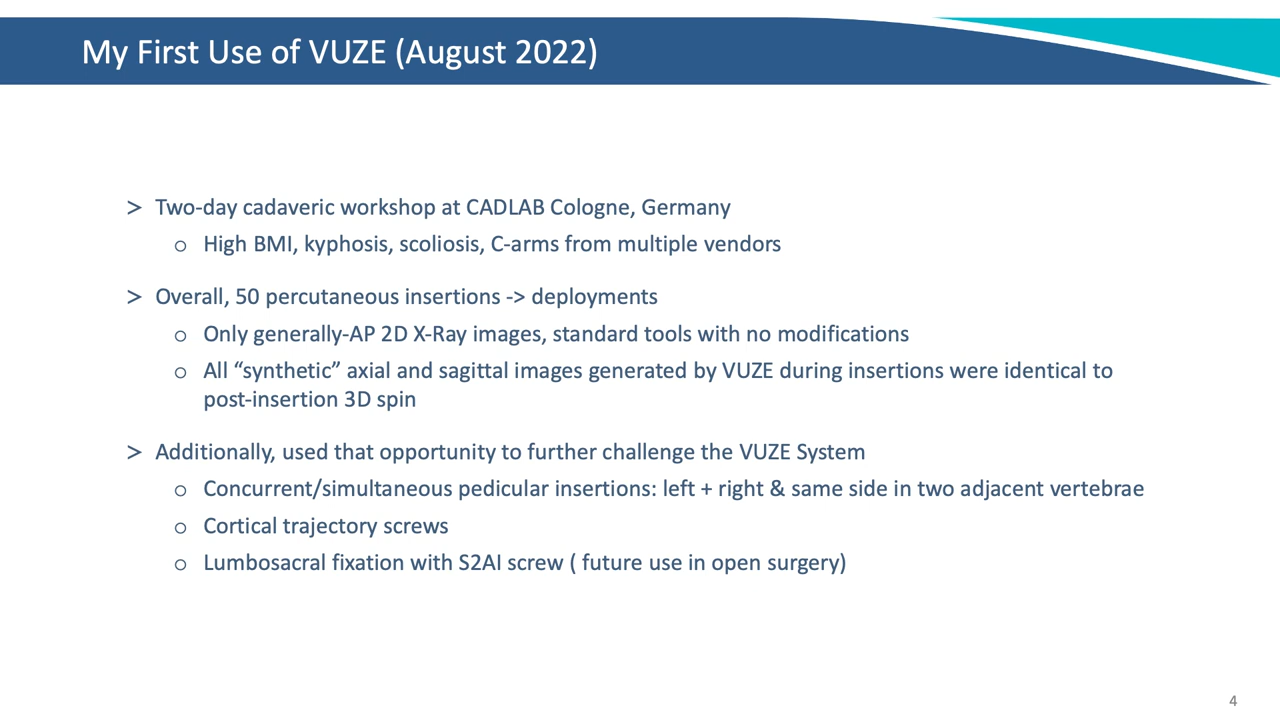 My First Use of VUZE (August 2022)
> Two-day cadaveric workshop at CADLAB Cologne, Germany
o High BMI, kyphosis, scoliosis, C-arms from multiple vendors
> Overall, 50 percutaneous insertions -> deployments
o Only generally-AP 2D X-Ray images, standard tools with no modifications
o All “synthetic” axial and sagittal images generated by VUZE during insertions were identical to
post-insertion 3D spin
> Additionally, used that opportunity to further challenge the VUZE System
o Concurrent/simultaneous pedicular insertions: left + right & same side in two adjacent vertebrae
o Cortical trajectory screws
o Lumbosacral fixation with S2AI screw ( future use in open surgery)
4